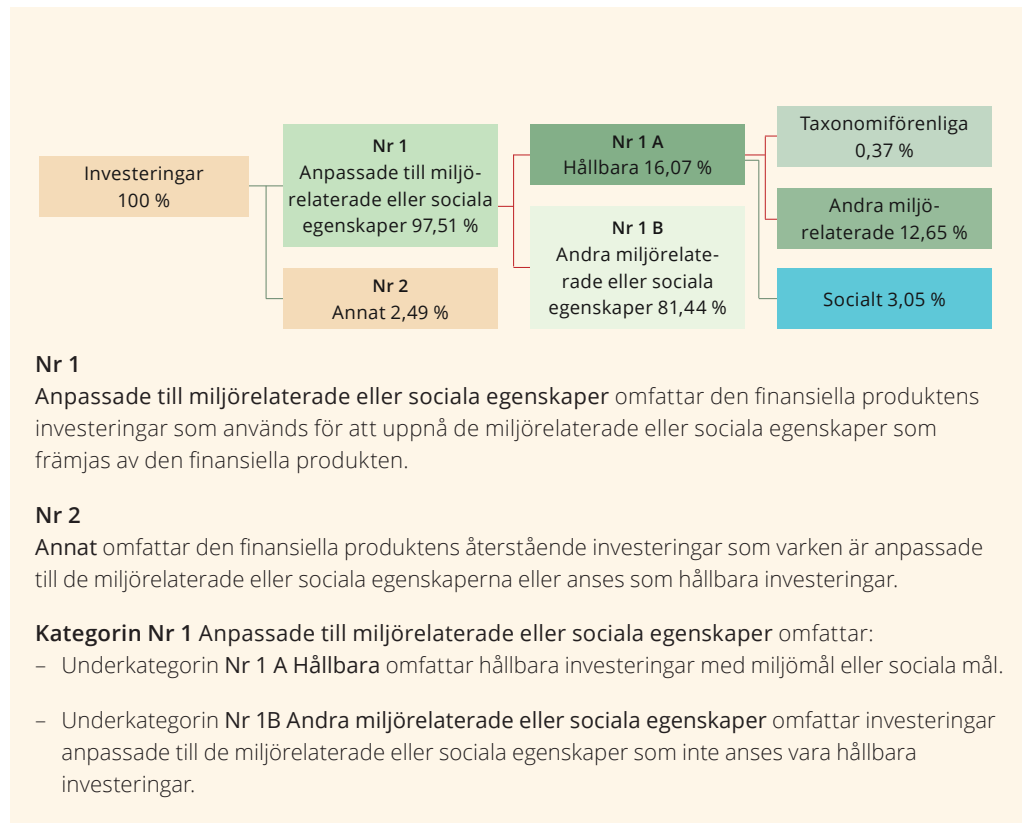 Investeringar
100 %
Nr 1
Anpassade till miljö-
relaterade eller sociala
egenskaper 97,51 %
Nr 2
Annat 2,49 %
Nr 1 A
Hållbara 16,07 %
Nr 1 B
Andra miljörelate-
rade eller sociala
egenskaper 81,44 %
Taxonomiförenliga
0,37 %
Andra miljö-
relaterade 12,65 %
Socialt 3,05 %
Nr 1
Anpassade till miljörelaterade eller sociala egenskaper omfattar den finansiella produktens
investeringar som används för att uppnå de miljörelaterade eller sociala egenskaper som
främjas av den finansiella produkten.
Nr 2
Annat omfattar den finansiella produktens återstående investeringar som varken är anpassade
till de miljörelaterade eller sociala egenskaperna eller anses som hållbara investeringar.
Kategorin Nr 1 Anpassade till miljörelaterade eller sociala egenskaper omfattar:
– Underkategorin Nr 1 A Hållbara omfattar hållbara investeringar med miljömål eller sociala mål.
– Underkategorin Nr 1B Andra miljörelaterade eller sociala egenskaper omfattar investeringar
anpassade till de miljörelaterade eller sociala egenskaper som inte anses vara hållbara
investeringar.